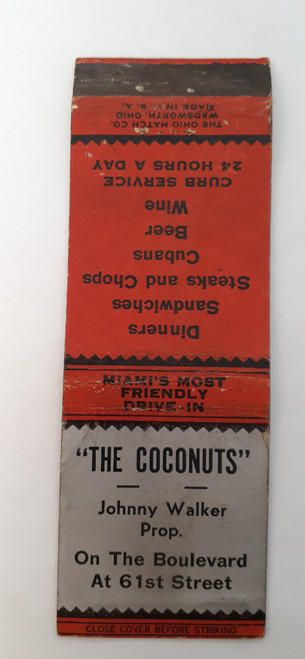 THE OHIO MATCH CO.
WADSWORTH, OHIO
MADE IN U. S. A.
Dinners
Sandwiches
Steaks and Chops
Cubans
Beer
Wine
CURB SERVICE
24 HOURS A DAY
MIAMI'S MOST
FRIENDLY
DRIVE-IN
"THE COCONUTS"
Johnny Walker
Prop.
On The Boulevard
At 61st Street
CLOSE COVER BEFORE STRIKING